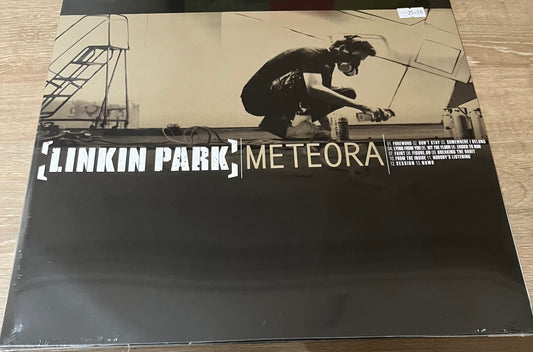 [LINKIN PARK] METEORA
01. FOREWORD 02. DON'T STAY 03. SOMEWHERE I BELONG
04. LYING FROM YOU 05. HIT THE FLOOR 06. EASIER TO RUN
07. FAINT 08. FIGURE.09 09. BREAKING THE HABIT
10. FROM THE INSIDE 11. NOBODY'S LISTENING
12. SESSION 13. NUMB